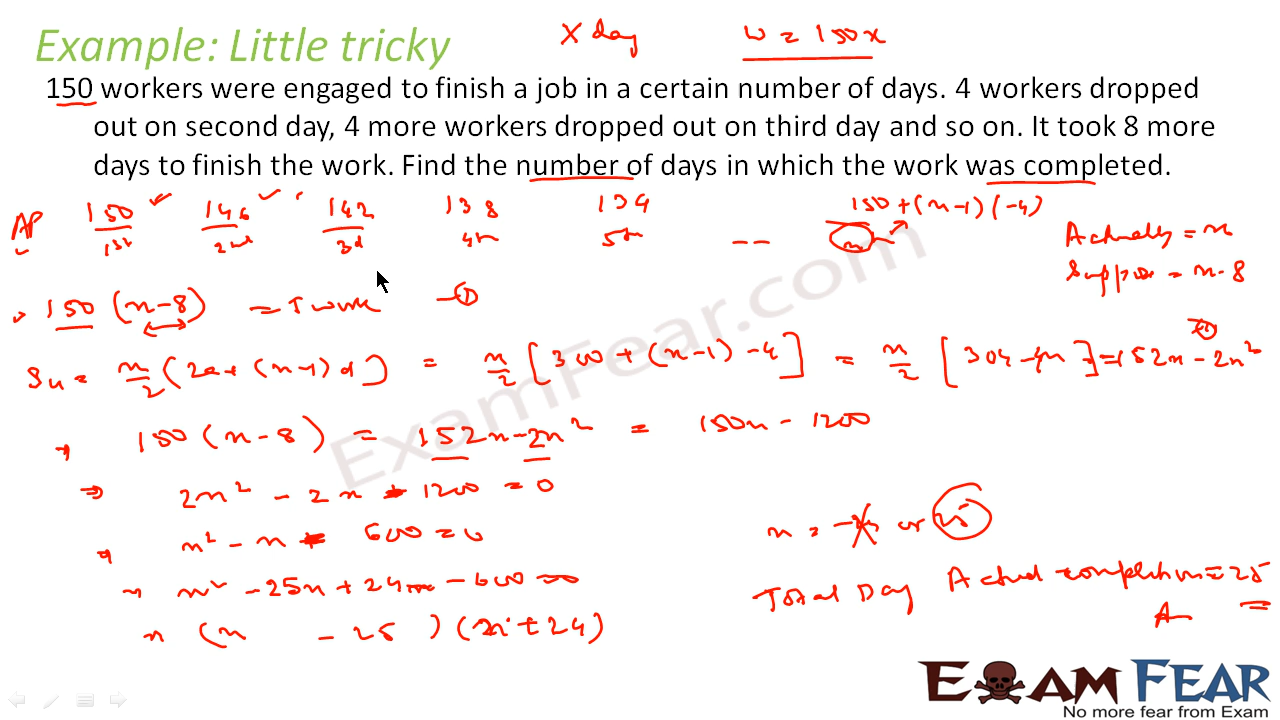 Example: Little tricky
X day
w = 150x
150 workers were engaged to finish a job in a certain number of days. 4 workers dropped
out on second day, 4 more workers dropped out on third day and so on. It took 8 more
days to finish the work. Find the number of days in which the work was completed.
AP 150 146 142 138 134 150 + (n-1)(-4)
1st 2nd 3d 4th 5th -- n
Actually = n
Suppose = n-8
150 (n-8) = T work - ①
Sn = n/2 (2a + (n-1) d] = n/2 [300 + (n-1) -4] = n/2 [304 - 4n] = 152n - 2n²
⇒ 150 (n-8) = 152n - 2n² = 150n - 1200
⇒ 2n² - 2n - 1200 = 0
⇒ n² - n - 600 = 0
n = or 25
⇒ n² - 25n + 24n - 600 = 0
Total Day Actual completion = 25
(n - 25) (n + 24)
ExamFear.com
EXAM FEAR
No more fear from Exam